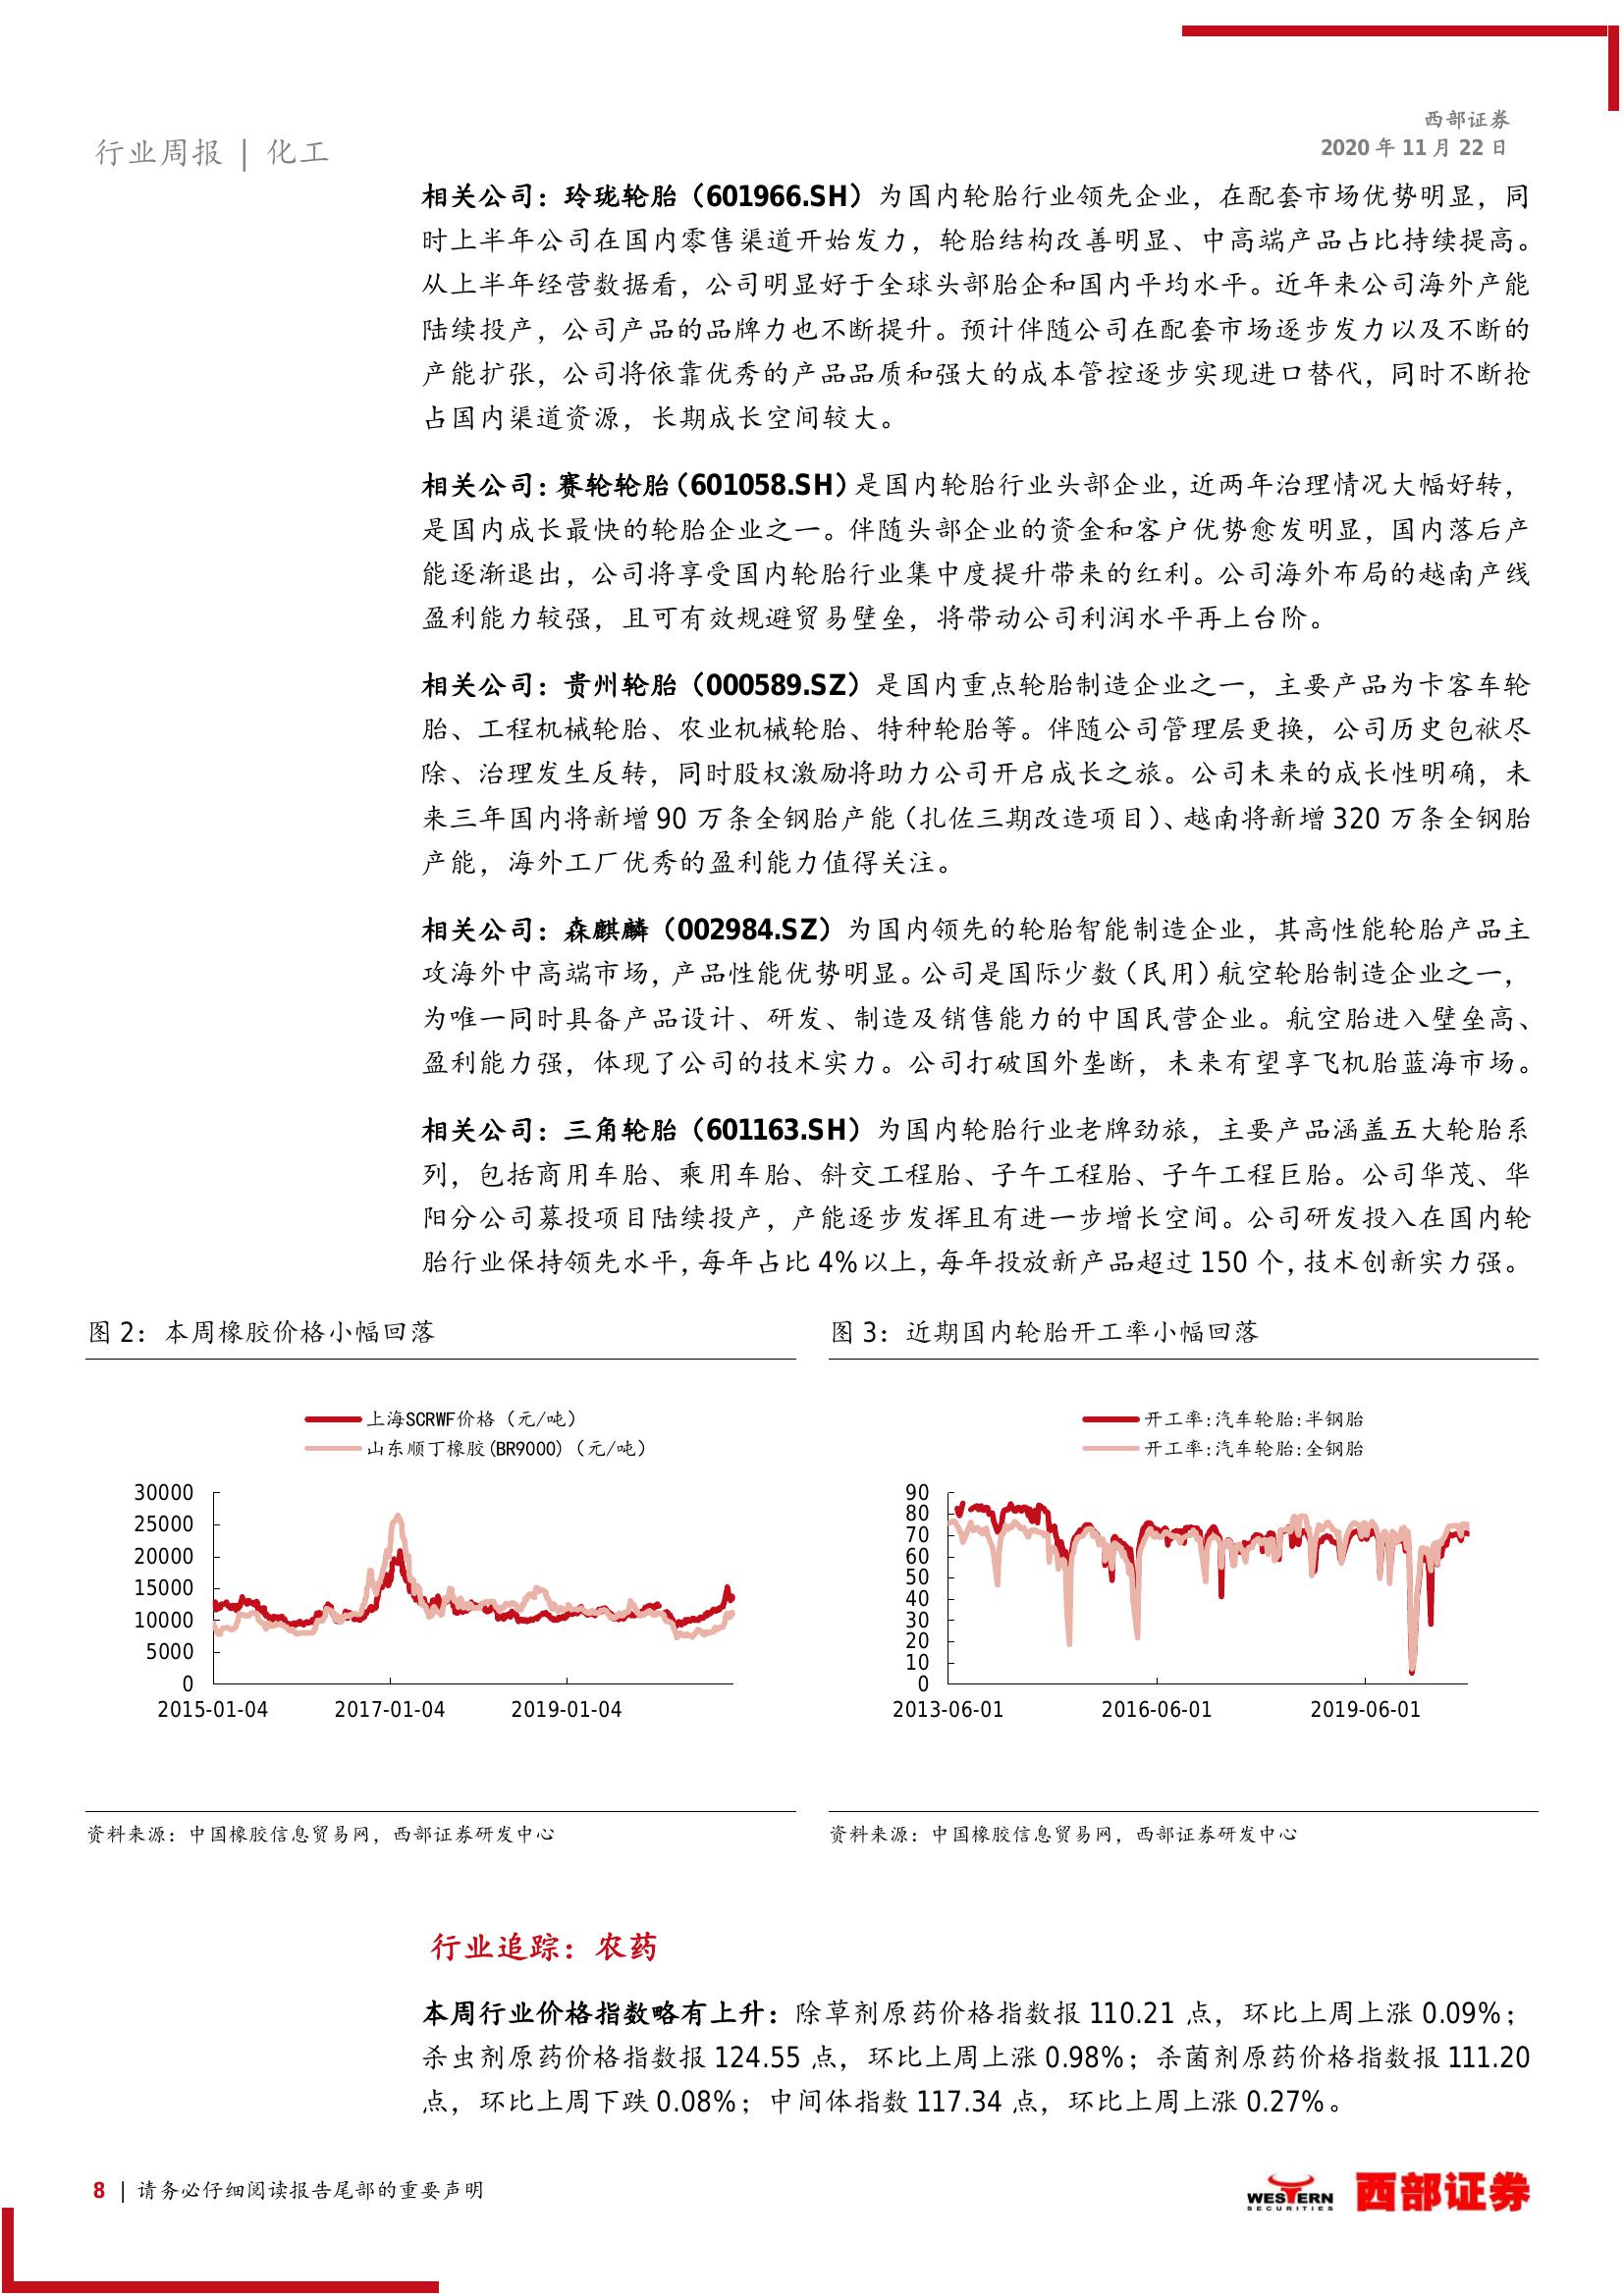 西部证券
2020 年 11 月 22 日
行业周报 | 化工
相关公司：玲珑轮胎（601966.SH）为国内轮胎行业领先企业，在配套市场优势明显，同
时上半年公司在国内零售渠道开始发力，轮胎结构改善明显、中高端产品占比持续提高。
从上半年经营数据看，公司明显好于全球头部胎企和国内平均水平。近年来公司海外产能
陆续投产，公司产品的品牌力也不断提升。预计伴随公司在配套市场逐步发力以及不断的
产能扩张，公司将依靠优秀的产品品质和强大的成本管控逐步实现进口替代，同时不断抢
占国内渠道资源，长期成长空间较大。
相关公司：赛轮轮胎（601058.SH）是国内轮胎行业头部企业，近两年治理情况大幅好转，
是国内成长最快的轮胎企业之一。伴随头部企业的资金和客户优势愈发明显，国内落后产
能逐渐退出，公司将享受国内轮胎行业集中度提升带来的红利。公司海外布局的越南产线
盈利能力较强，且可有效规避贸易壁垒，将带动公司利润水平再上台阶。
相关公司：贵州轮胎（000589.SZ）是国内重点轮胎制造企业之一，主要产品为卡客车轮
胎、工程机械轮胎、农业机械轮胎、特种轮胎等。伴随公司管理层更换，公司历史包袱尽
除、治理发生反转，同时股权激励将助力公司开启成长之旅。公司未来的成长性明确，未
来三年国内将新增 90 万条全钢胎产能（扎佐三期改造项目）、越南将新增 320 万条全钢胎
产能，海外工厂优秀的盈利能力值得关注。
相关公司：森麒麟（002984.SZ）为国内领先的轮胎智能制造企业，其高性能轮胎产品主
攻海外中高端市场，产品性能优势明显。公司是国际少数（民用）航空轮胎制造企业之一，
为唯一同时具备产品设计、研发、制造及销售能力的中国民营企业。航空胎进入壁垒高、
盈利能力强，体现了公司的技术实力。公司打破国外垄断，未来有望享飞机胎蓝海市场。
相关公司：三角轮胎（601163.SH）为国内轮胎行业老牌劲旅，主要产品涵盖五大轮胎系
列，包括商用车胎、乘用车胎、斜交工程胎、子午工程胎、子午工程巨胎。公司华茂、华
阳分公司募投项目陆续投产，产能逐步发挥且有进一步增长空间。公司研发投入在国内轮
胎行业保持领先水平，每年占比 4%以上，每年投放新产品超过 150 个，技术创新实力强。
图 2：本周橡胶价格小幅回落
上海SCRWF价格（元/吨）
山东顺丁橡胶(BR9000)（元/吨）
30000
25000
20000
15000
10000
5000
0
2015-01-04 2017-01-04 2019-01-04
资料来源：中国橡胶信息贸易网，西部证券研发中心
图 3：近期国内轮胎开工率小幅回落
开工率:汽车轮胎:半钢胎
开工率:汽车轮胎:全钢胎
90
80
70
60
50
40
30
20
10
0
2013-06-01 2016-06-01 2019-06-01
资料来源：中国橡胶信息贸易网，西部证券研发中心
行业追踪：农药
本周行业价格指数略有上升：除草剂原药价格指数报 110.21 点，环比上周上涨 0.09%；
杀虫剂原药价格指数报 124.55 点，环比上周上涨 0.98%；杀菌剂原药价格指数报 111.20
点，环比上周下跌 0.08%；中间体指数 117.34 点，环比上周上涨 0.27%。
8 | 请务必仔细阅读报告尾部的重要声明
WESTERN
SECURITIES
西部证券